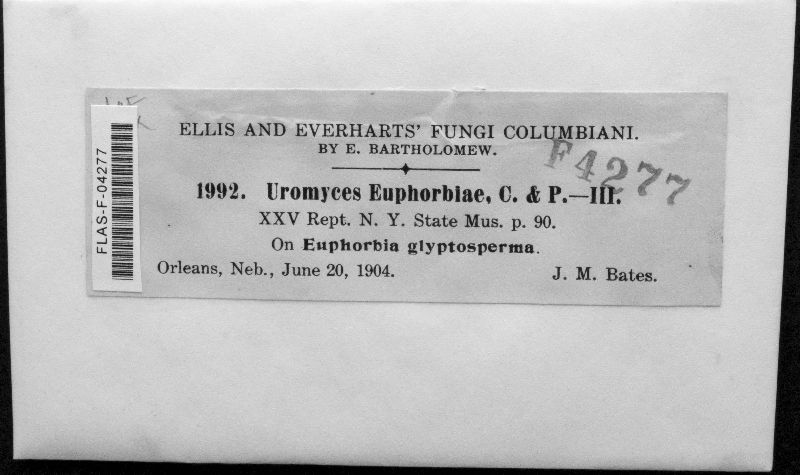 ELLIS AND EVERHARTS' FUNGI COLUMBIANI.
BY E. BARTHOLOMEW.
F4277
1992. Uromyces Euphorbiae, C. & P.—III.
XXV Rept. N. Y. State Mus. p. 90.
On Euphorbia glyptosperma.
Orleans, Neb., June 20, 1904. J. M. Bates.
FLAS-F-04277